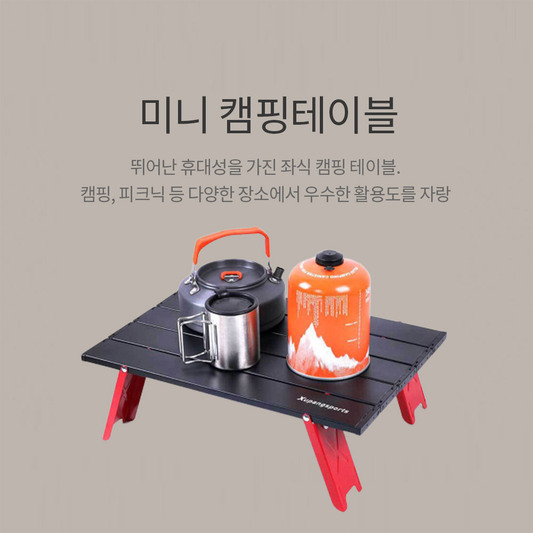 미니 캠핑테이블
뛰어난 휴대성을 가진 좌식 캠핑 테이블.
캠핑, 피크닉 등 다양한 장소에서 우수한 활용도를 자랑
Xupangsports